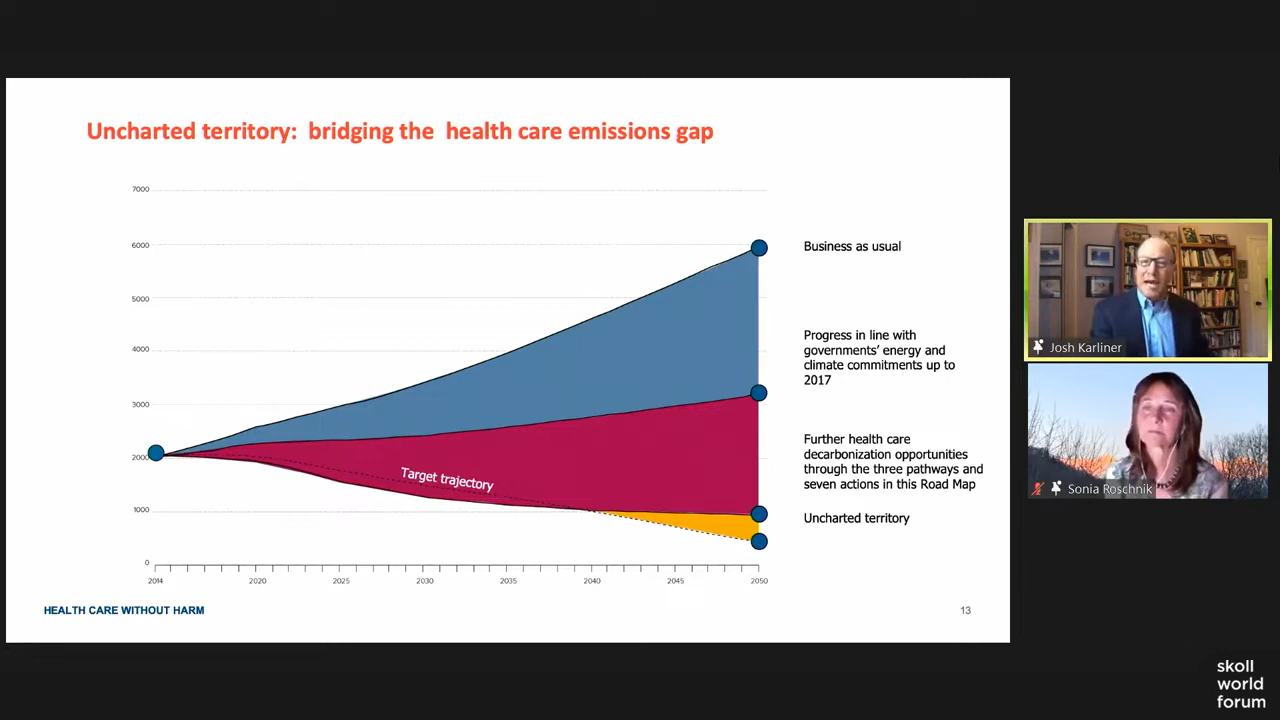 Uncharted territory: bridging the health care emissions gap
7000
6000
5000
4000
3000
2000
1000
0
2014
2020
2025
2030
2035
2040
2045
2050
Target trajectory
Business as usual
Progress in line with
governments’ energy and
climate commitments up to
2017
Further health care
decarbonization opportunities
through the three pathways and
seven actions in this Road Map
Uncharted territory
HEALTH CARE WITHOUT HARM
13
Josh Karliner
Sonia Roschnik
skoll
world
forum